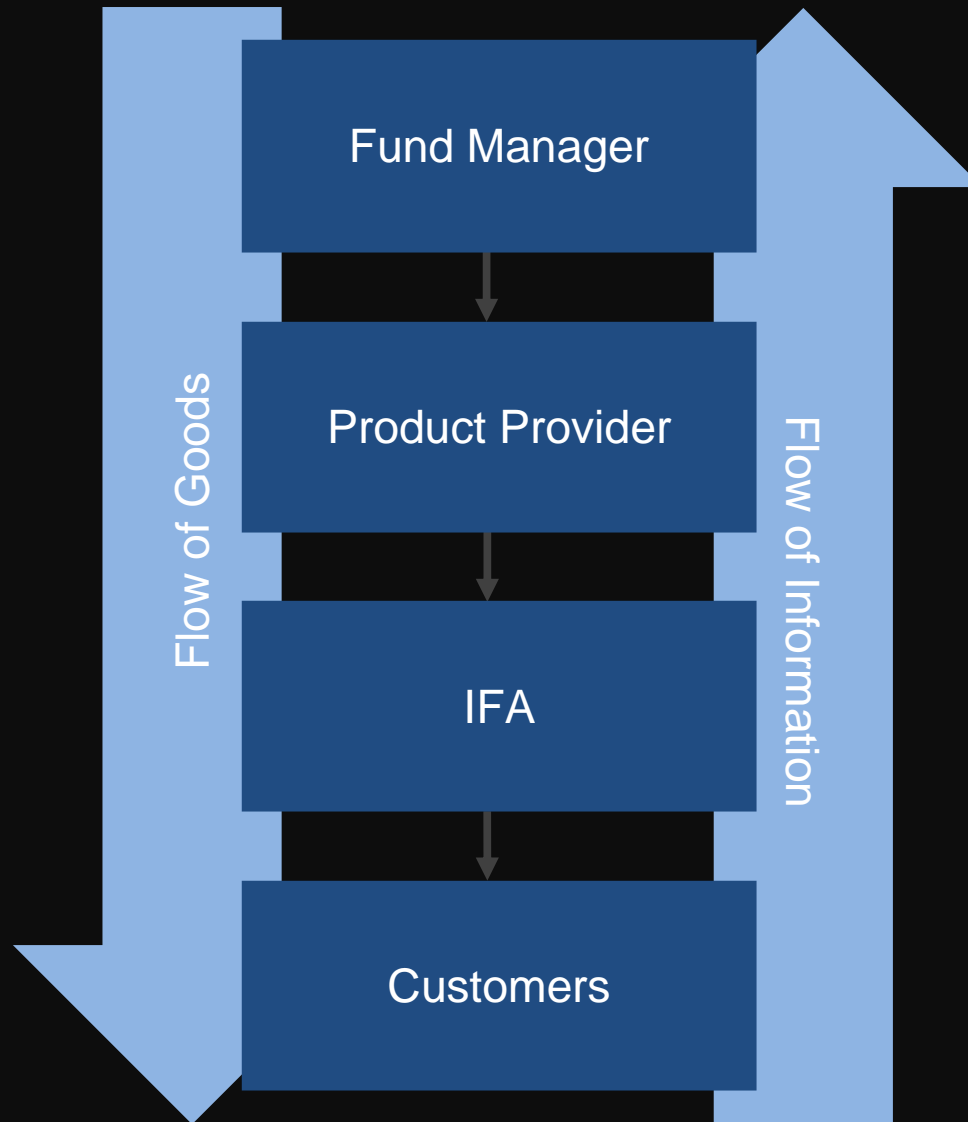 Fund Manager
Product Provider
IFA
Customers
Flow of Goods
Flow of Information